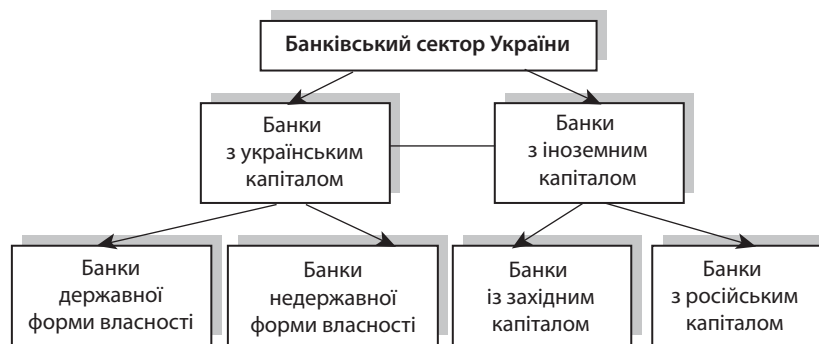 Банківський сектор України
Банки
з українським
капіталом
Банки
з іноземним
капіталом
Банки
державної
форми власності
Банки
недержавної
форми власності
Банки
із західним
капіталом
Банки
з російським
капіталом